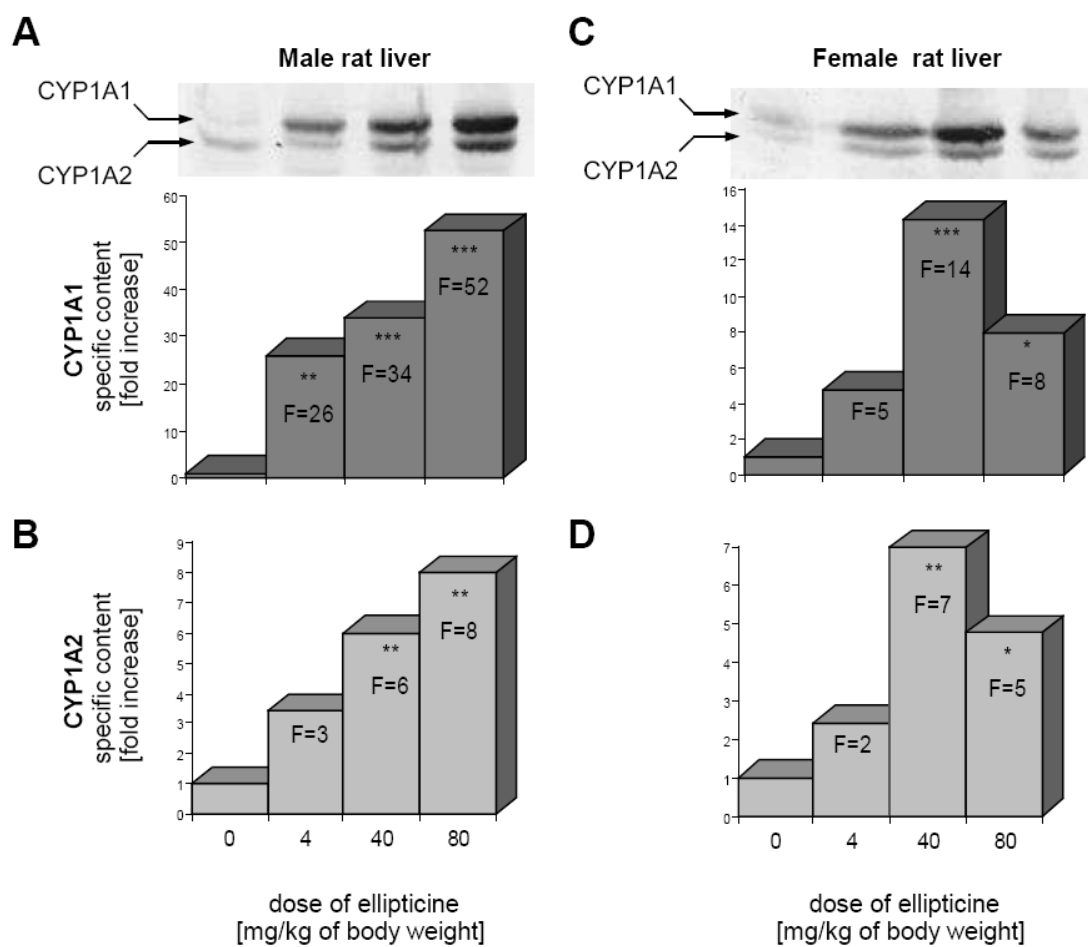 A
Male rat liver
CYP1A1
CYP1A2
CYP1A1
specific content
[fold increase]
60
50
40
30
20
10
0
**
F=26
***
F=34
***
F=52
B
CYP1A2
specific content
[fold increase]
9
8
7
6
5
4
3
2
1
0
F=3
**
F=6
**
F=8
0 4 40 80
dose of ellipticine
[mg/kg of body weight]
C
Female rat liver
CYP1A1
CYP1A2
16
14
12
10
8
6
4
2
0
F=5
***
F=14
*
F=8
D
7
6
5
4
3
2
1
0
F=2
**
F=7
*
F=5
0 4 40 80
dose of ellipticine
[mg/kg of body weight]